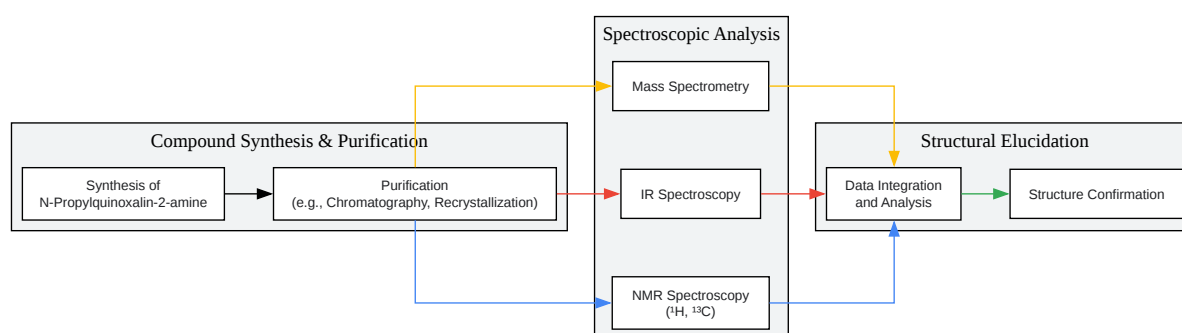 Spectroscopic Analysis
Mass Spectrometry
Compound Synthesis & Purification
Structural Elucidation
Synthesis of
N-Propylquinoxalin-2-amine
Purification
(e.g., Chromatography, Recrystallization)
IR Spectroscopy
Data Integration
and Analysis
Structure Confirmation
NMR Spectroscopy
(¹H, ¹³C)